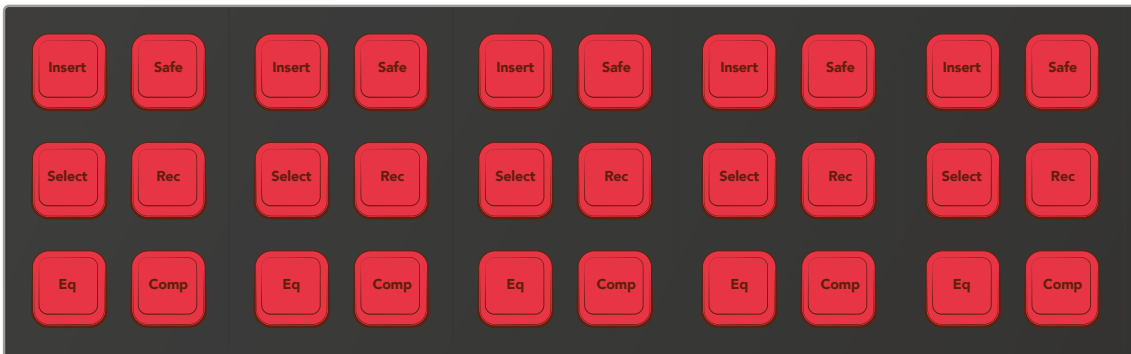 Insert Safe Insert Safe Insert Safe Insert Safe Insert Safe
Select Rec Select Rec Select Rec Select Rec Select Rec
Eq Comp Eq Comp Eq Comp Eq Comp Eq Comp